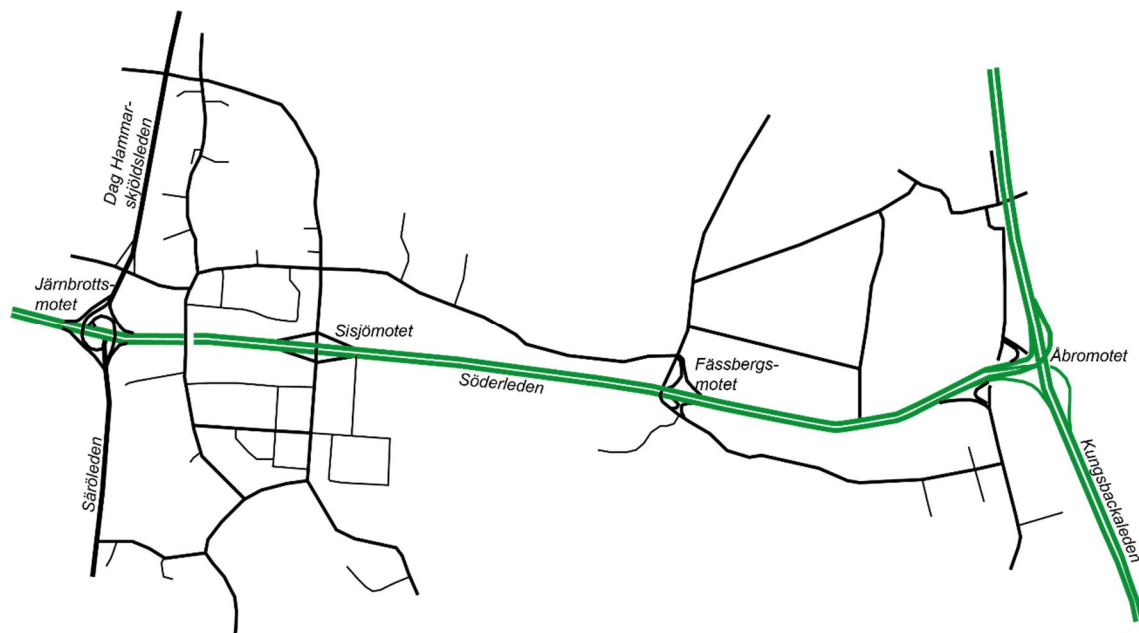 Dag Hammar-
skjöldsleden
Järnbrotts-
motet
Sisjömotet
Söderleden
Fässbergs-
motet
Åbromotet
Säröleden
Kungsbackaleden